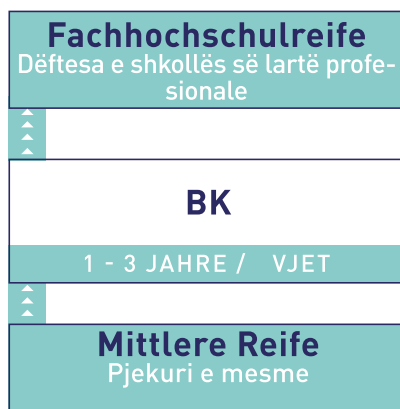 Fachhochschulreife
Dëftesa e shkollës së lartë profe-
sionale
BK
1 - 3 JAHRE / VJET
Mittlere Reife
Pjekuri e mesme